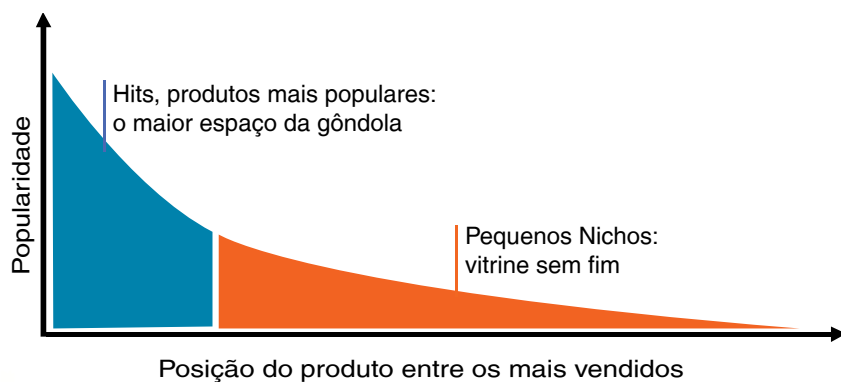 Popularidade
Hits, produtos mais populares:
o maior espaço da gôndola
Pequenos Nichos:
vitrine sem fim
Posição do produto entre os mais vendidos